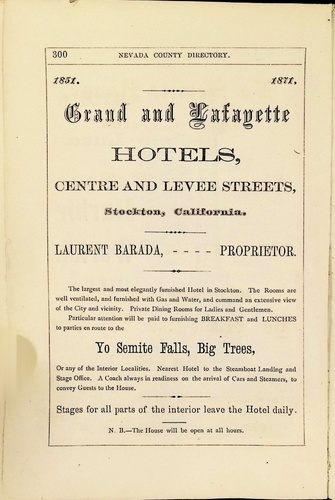 300 NEVADA COUNTY DIRECTORY.
1851. 1871.
Grand and Lafayette
HOTELS,
CENTRE AND LEVEE STREETS,
Stockton, California.
LAURENT BARADA, - - - - PROPRIETOR.
The largest and most elegantly furnished Hotel in Stockton. The Rooms are
well ventilated, and furnished with Gas and Water, and command an extensive view
of the City and vicinity. Private Dining Rooms for Ladies and Gentlemen.
Particular attention will be paid to furnishing BREAKFAST and LUNCHES
to parties en route to the
Yo Semite Falls, Big Trees,
Or any of the Interior Localities. Nearest Hotel to the Steamboat Landing and
Stage Office. A Coach always in readiness on the arrival of Cars and Steamers, to
convey Guests to the House.
Stages for all parts of the interior leave the Hotel daily.
N. B.—The House will be open at all hours.